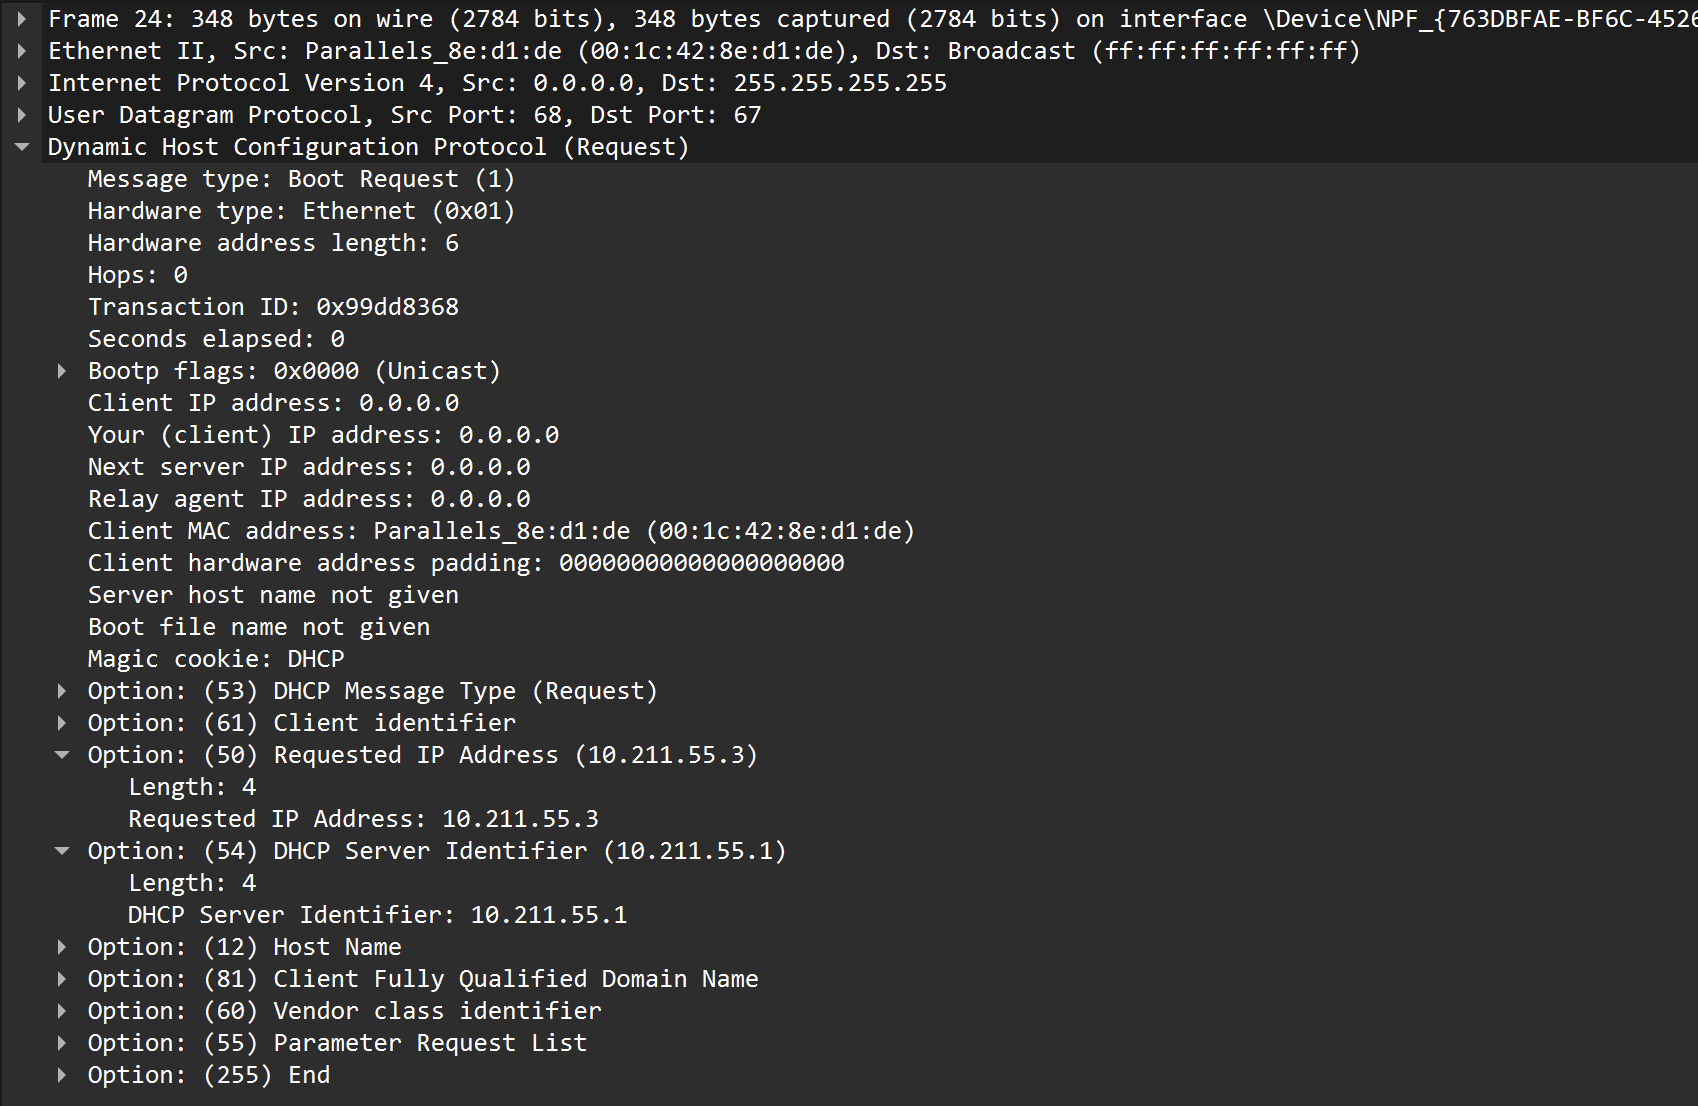 Frame 24: 348 bytes on wire (2784 bits), 348 bytes captured (2784 bits) on interface \Device\NPF_{763DBFAE-BF6C-4526
Ethernet II, Src: Parallels_8e:d1:de (00:1c:42:8e:d1:de), Dst: Broadcast (ff:ff:ff:ff:ff:ff)
Internet Protocol Version 4, Src: 0.0.0.0, Dst: 255.255.255.255
User Datagram Protocol, Src Port: 68, Dst Port: 67
Dynamic Host Configuration Protocol (Request)
Message type: Boot Request (1)
Hardware type: Ethernet (0x01)
Hardware address length: 6
Hops: 0
Transaction ID: 0x99dd8368
Seconds elapsed: 0
Bootp flags: 0x0000 (Unicast)
Client IP address: 0.0.0.0
Your (client) IP address: 0.0.0.0
Next server IP address: 0.0.0.0
Relay agent IP address: 0.0.0.0
Client MAC address: Parallels_8e:d1:de (00:1c:42:8e:d1:de)
Client hardware address padding: 00000000000000000000
Server host name not given
Boot file name not given
Magic cookie: DHCP
Option: (53) DHCP Message Type (Request)
Option: (61) Client identifier
Option: (50) Requested IP Address (10.211.55.3)
Length: 4
Requested IP Address: 10.211.55.3
Option: (54) DHCP Server Identifier (10.211.55.1)
Length: 4
DHCP Server Identifier: 10.211.55.1
Option: (12) Host Name
Option: (81) Client Fully Qualified Domain Name
Option: (60) Vendor class identifier
Option: (55) Parameter Request List
Option: (255) End